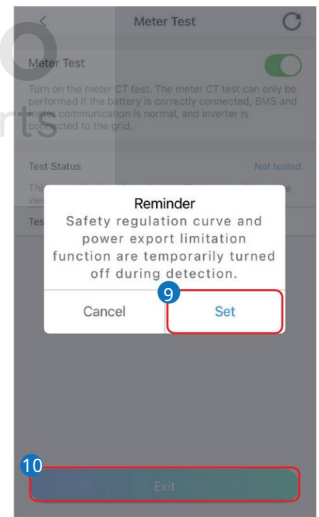 Meter Test
Meter Test
Turn on the meter CT test. The meter CT test can only be
performed if the battery is correctly connected, BMS and
meter communication is normal, and inverter is
connected to the grid.
Test Status
Not tested
Reminder
Safety regulation curve and
power export limitation
function are temporarily turned
off during detection.
9
Cancel
Set
10
Exit